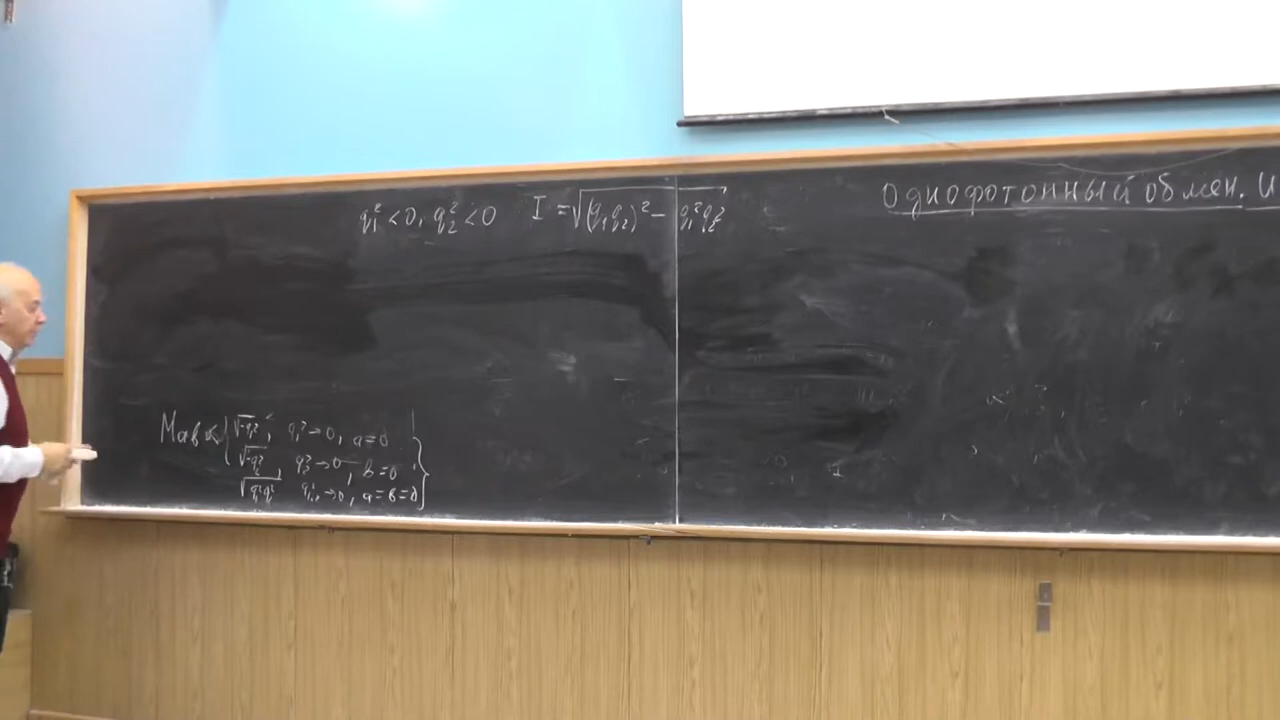 q₁² < 0, q₂² < 0   I = √((q₁q₂)² − q₁²q₂²)
Однофотонный обмен. И
Mab ∝ { √−q₁², q₁² → 0, a = 0
√−q₂², q₂² → 0, b = 0
√q₁²q₂² q₁,₂² → 0, a = b = 0 }